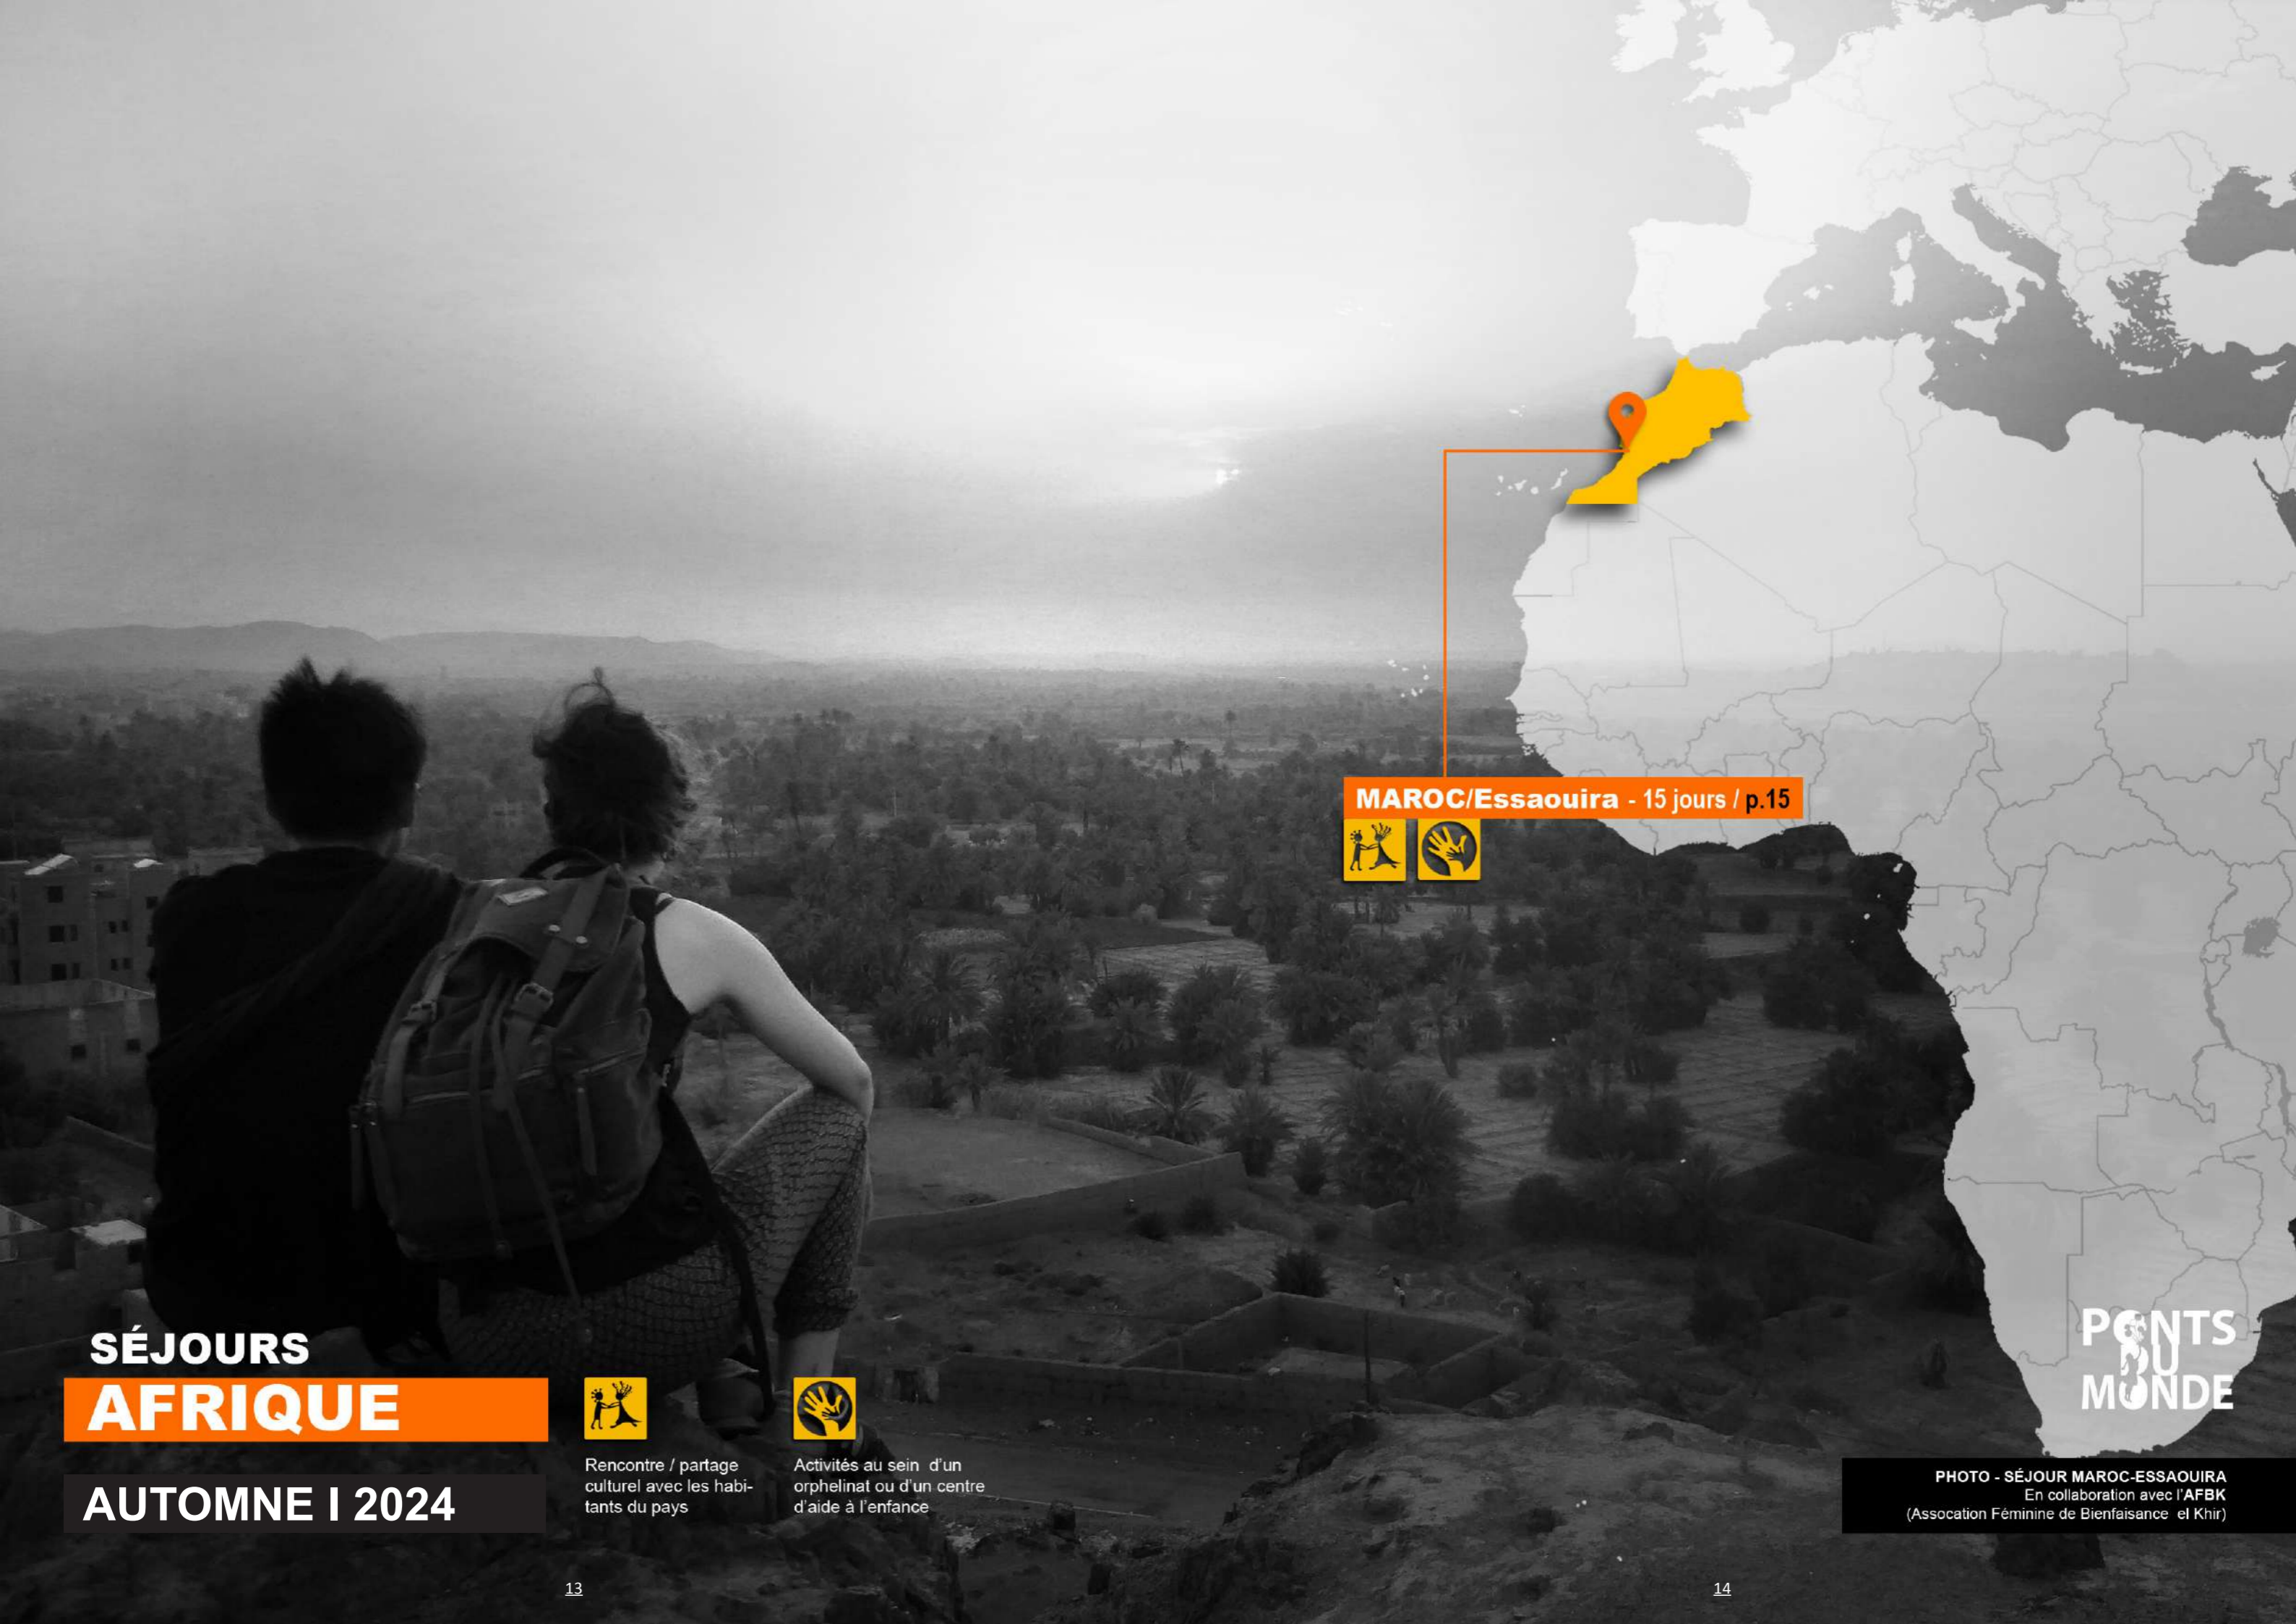 MAROC/Essaouira - 15 jours / p.15
SÉJOURS
AFRIQUE
AUTOMNE I 2024
Rencontre / partage
culturel avec les habi-
tants du pays
Activités au sein d'un
orphelinat ou d'un centre
d'aide à l'enfance
PONTS
DU
MONDE
PHOTO - SÉJOUR MAROC-ESSAOUIRA
En collaboration avec l'AFBK
(Assocation Féminine de Bienfaisance el Khir)
13
14